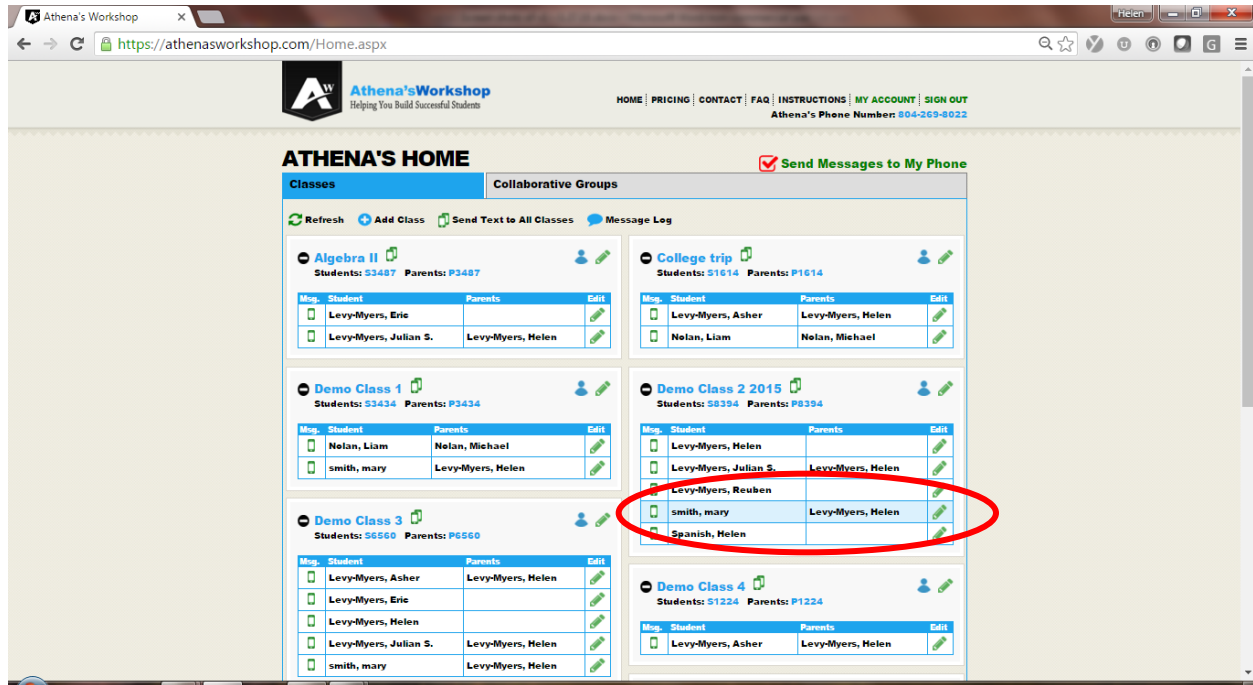 Athena's Workshop
Helen
https://athenasworkshop.com/Home.aspx
AW
Athena'sWorkshop
Helping You Build Successful Students
HOME PRICING CONTACT FAQ INSTRUCTIONS MY ACCOUNT SIGN OUT
Athena's Phone Number: 804-269-8022
ATHENA'S HOME
Send Messages to My Phone
Classes Collaborative Groups
Refresh Add Class Send Text to All Classes Message Log
Algebra II
Students: S3487 Parents: P3487
Msg. Student Parents Edit
Levy-Myers, Eric
Levy-Myers, Julian S. Levy-Myers, Helen
College trip
Students: S1614 Parents: P1614
Msg. Student Parents Edit
Levy-Myers, Asher Levy-Myers, Helen
Nolan, Liam Nolan, Michael
Demo Class 1
Students: S3434 Parents: P3434
Msg. Student Parents Edit
Nolan, Liam Nolan, Michael
smith, mary Levy-Myers, Helen
Demo Class 2 2015
Students: S8394 Parents: P8394
Msg. Student Parents Edit
Levy-Myers, Helen
Levy-Myers, Julian S. Levy-Myers, Helen
Levy-Myers, Reuben
smith, mary Levy-Myers, Helen
Spanish, Helen
Demo Class 3
Students: S6560 Parents: P6560
Msg. Student Parents Edit
Levy-Myers, Asher Levy-Myers, Helen
Levy-Myers, Eric
Levy-Myers, Helen
Levy-Myers, Julian S. Levy-Myers, Helen
smith, mary Levy-Myers, Helen
Demo Class 4
Students: S1224 Parents: P1224
Msg. Student Parents Edit
Levy-Myers, Asher Levy-Myers, Helen